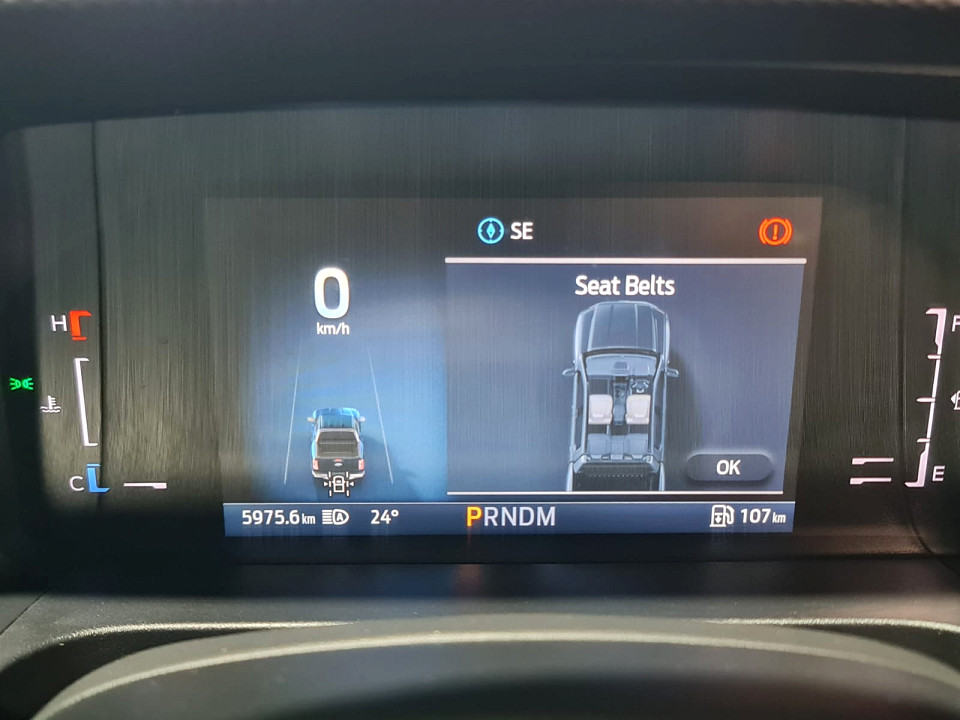 SE
Seat Belts
0
km/h
H
F
C
E
OK
5975.6 km A 24° PRNDM 107 km